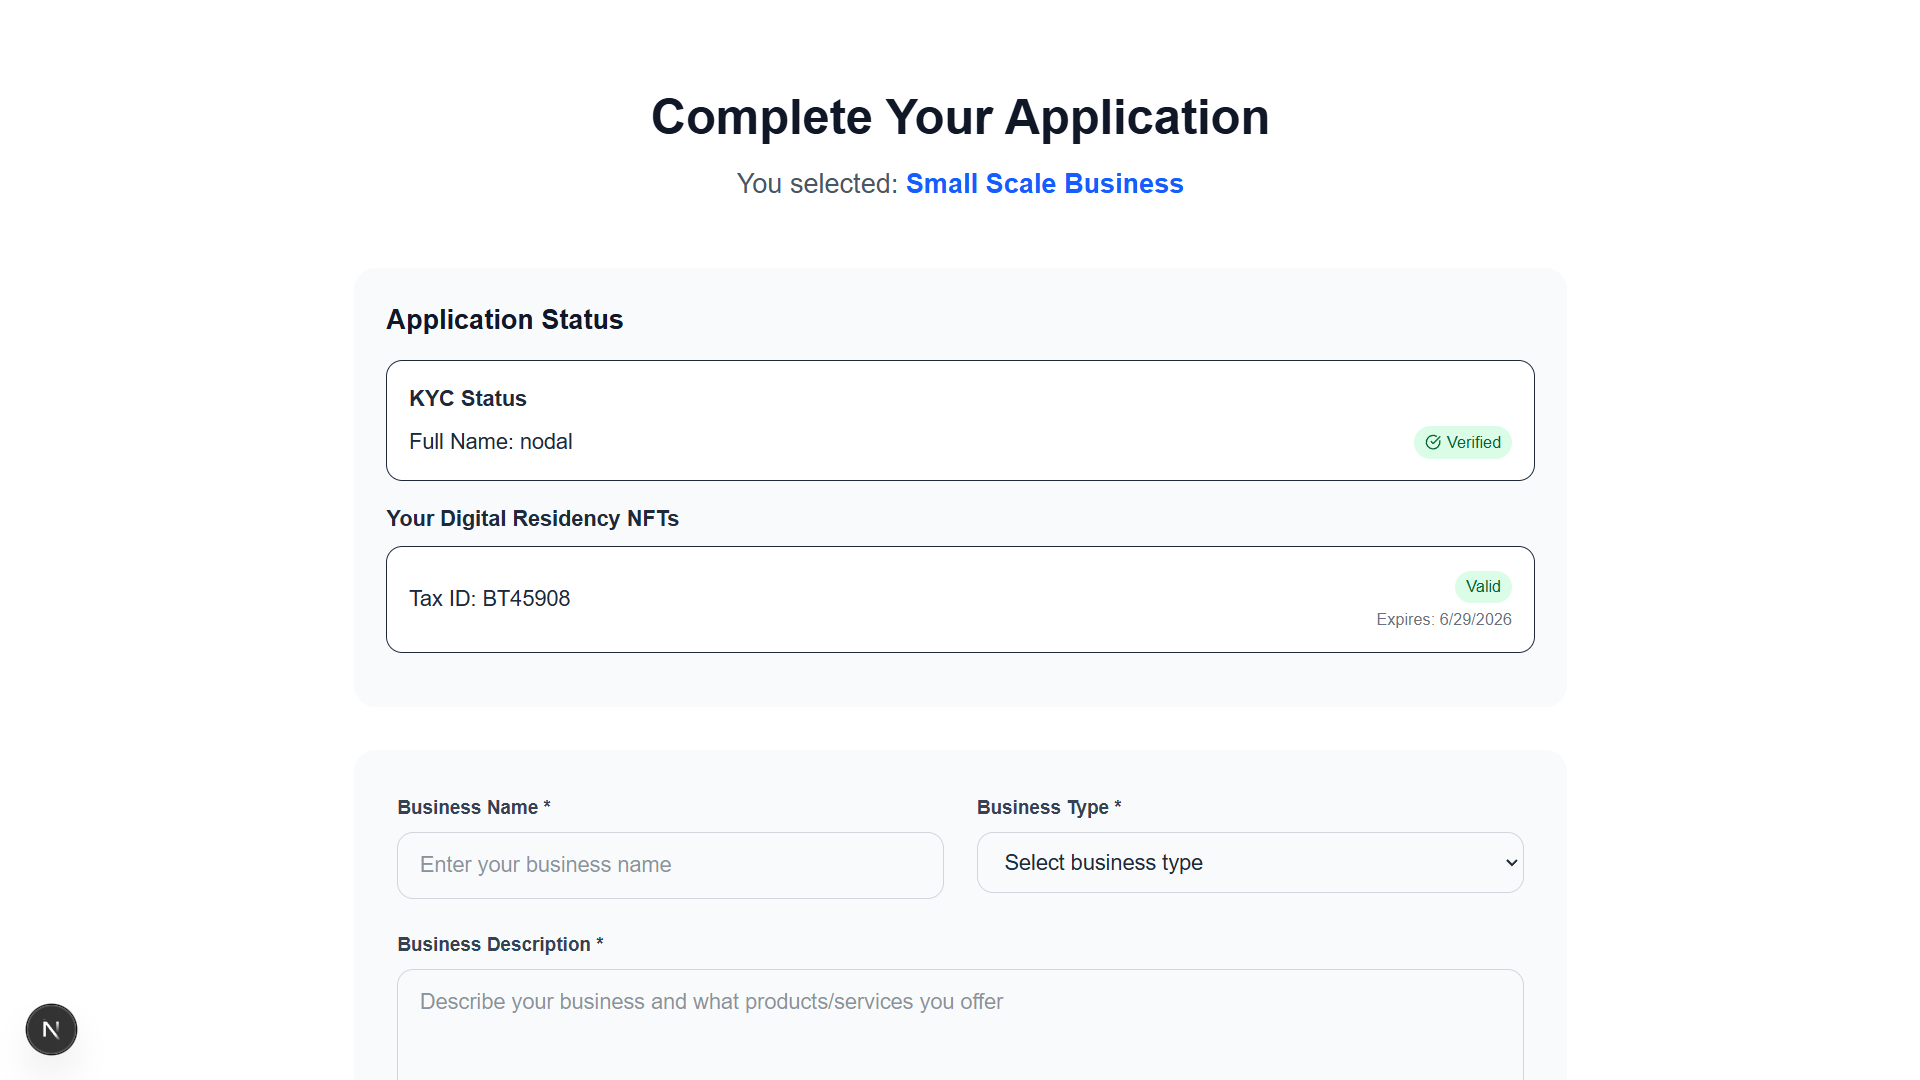 Complete Your Application
You selected: Small Scale Business
Application Status
KYC Status
Full Name: nodal
Verified
Your Digital Residency NFTs
Tax ID: BT45908
Valid
Expires: 6/29/2026
Business Name *
Business Type *
Enter your business name
Select business type
Business Description *
Describe your business and what products/services you offer
N